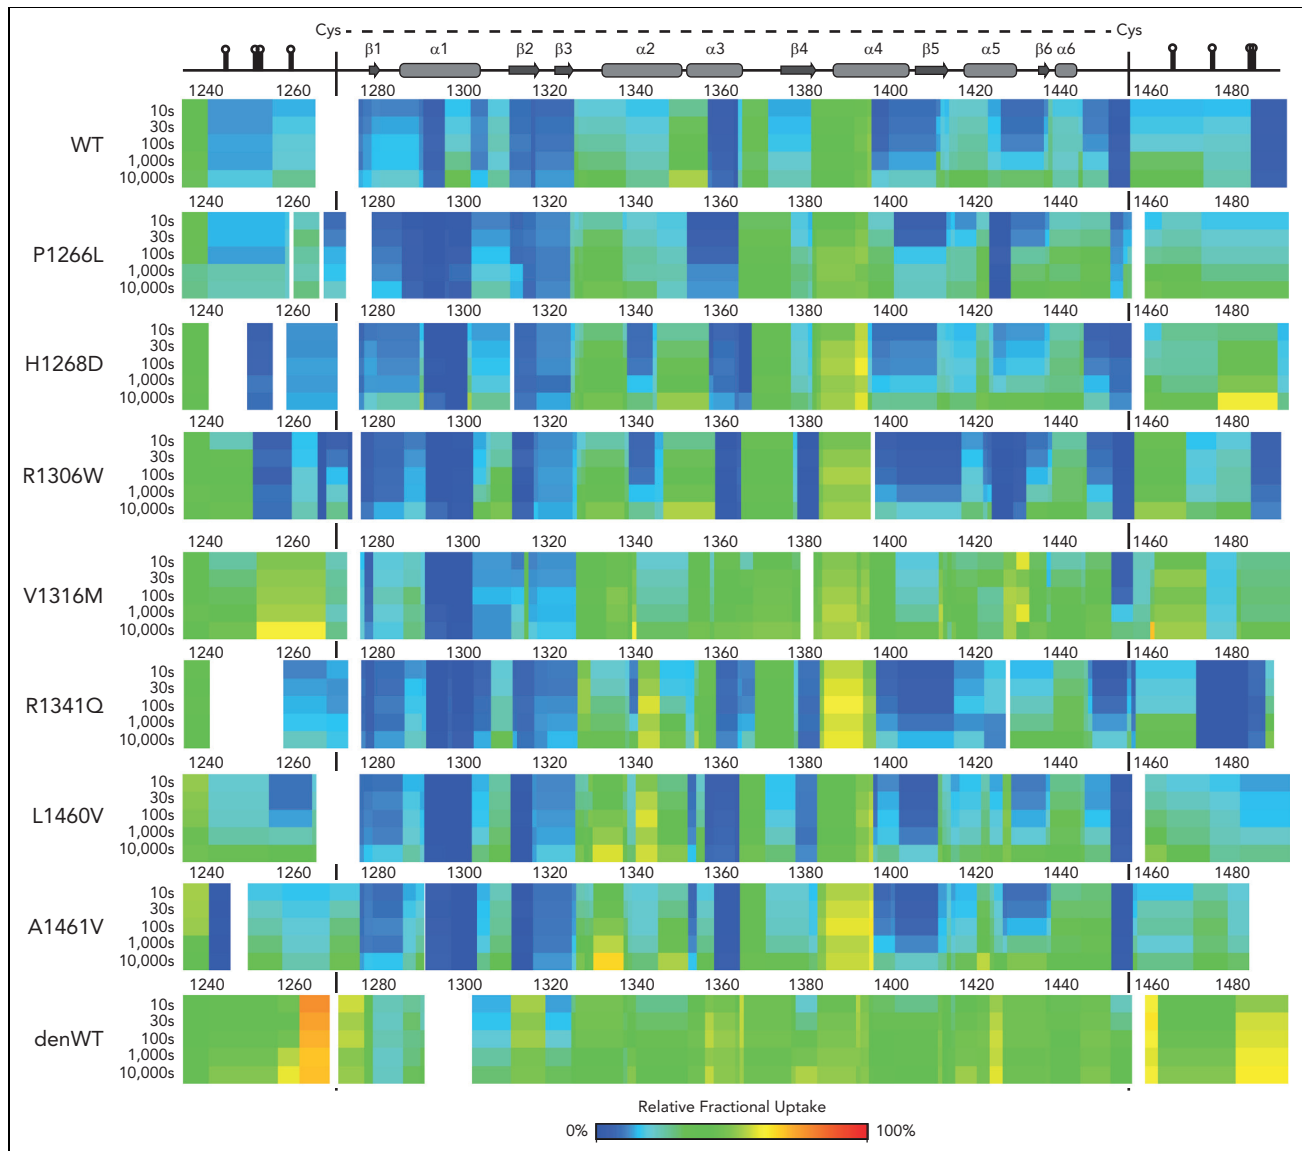 Cys Cys
β1 α1 β2 β3 α2 α3 β4 α4 β5 α5 β6 α6
1240 1260 1280 1300 1320 1340 1360 1380 1400 1420 1440 1460 1480
WT
10s
30s
100s
1,000s
10,000s
1240 1260 1280 1300 1320 1340 1360 1380 1400 1420 1440 1460 1480
P1266L
10s
30s
100s
1,000s
10,000s
1240 1260 1280 1300 1320 1340 1360 1380 1400 1420 1440 1460 1480
H1268D
10s
30s
100s
1,000s
10,000s
1240 1260 1280 1300 1320 1340 1360 1380 1400 1420 1440 1460 1480
R1306W
10s
30s
100s
1,000s
10,000s
1240 1260 1280 1300 1320 1340 1360 1380 1400 1420 1440 1460 1480
V1316M
10s
30s
100s
1,000s
10,000s
1240 1260 1280 1300 1320 1340 1360 1380 1400 1420 1440 1460 1480
R1341Q
10s
30s
100s
1,000s
10,000s
1240 1260 1280 1300 1320 1340 1360 1380 1400 1420 1440 1460 1480
L1460V
10s
30s
100s
1,000s
10,000s
1240 1260 1280 1300 1320 1340 1360 1380 1400 1420 1440 1460 1480
A1461V
10s
30s
100s
1,000s
10,000s
1240 1260 1280 1300 1320 1340 1360 1380 1400 1420 1440 1460 1480
denWT
10s
30s
100s
1,000s
10,000s
Relative Fractional Uptake
0% 100%